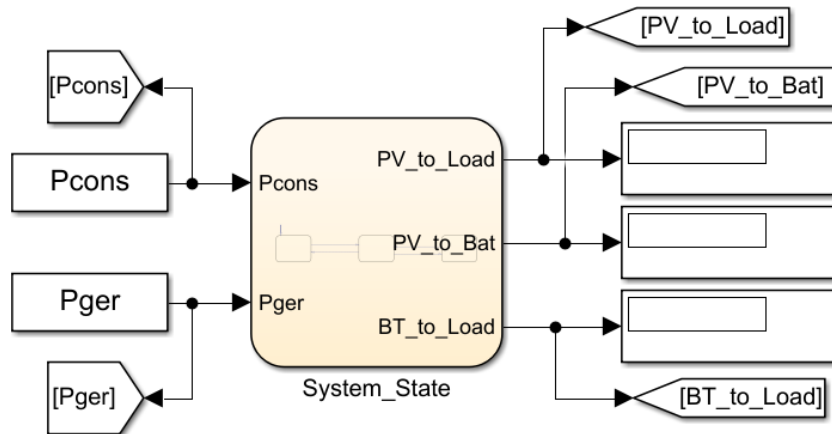 [PV_to_Load]
[Pcons]
[PV_to_Bat]
Pcons
Pcons
PV_to_Load
PV_to_Bat
Pger
Pger
BT_to_Load
[Pger]
System_State
[BT_to_Load]